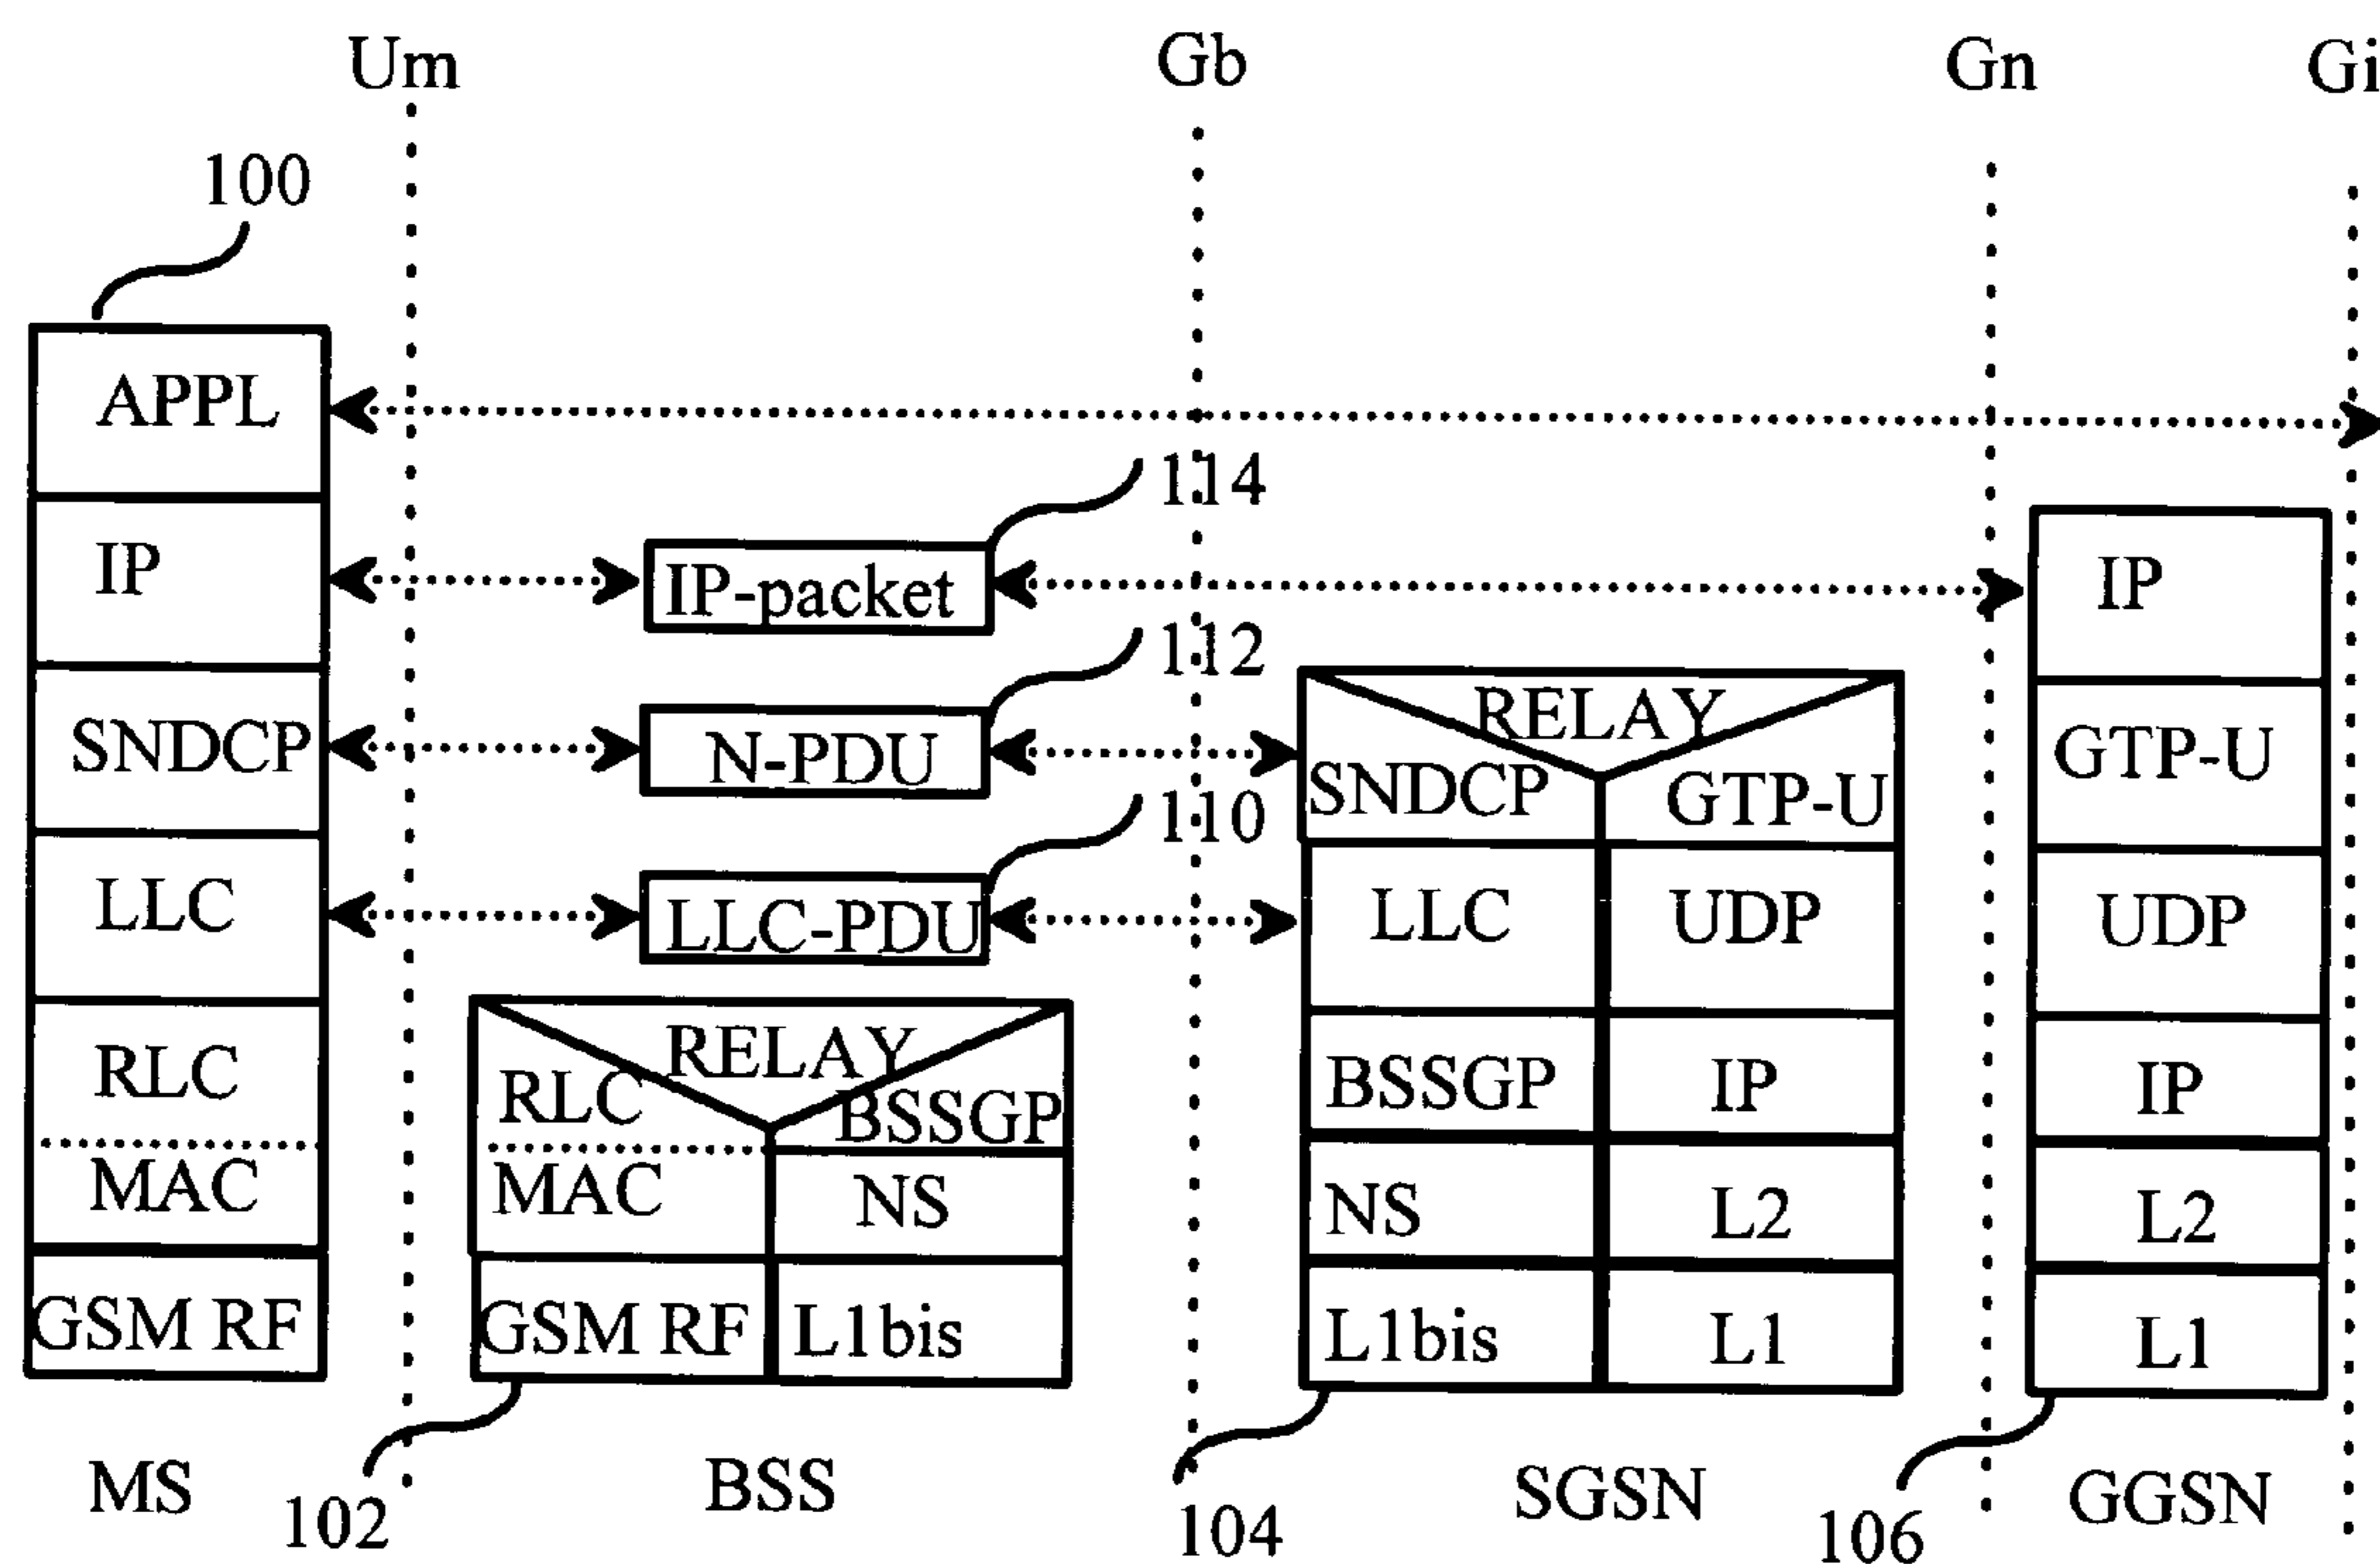 Um Gb Gn Gi
100
APPL
114
IP IP-packet IP
112
RELAY
SNDCP N-PDU SNDCP GTP-U GTP-U
110
LLC LLC-PDU LLC UDP UDP
RELAY
RLC RLC BSSGP BSSGP IP IP
MAC MAC NS NS L2 L2
GSM RF GSM RF L1bis L1bis L1 L1
MS BSS SGSN GGSN
102 104 106